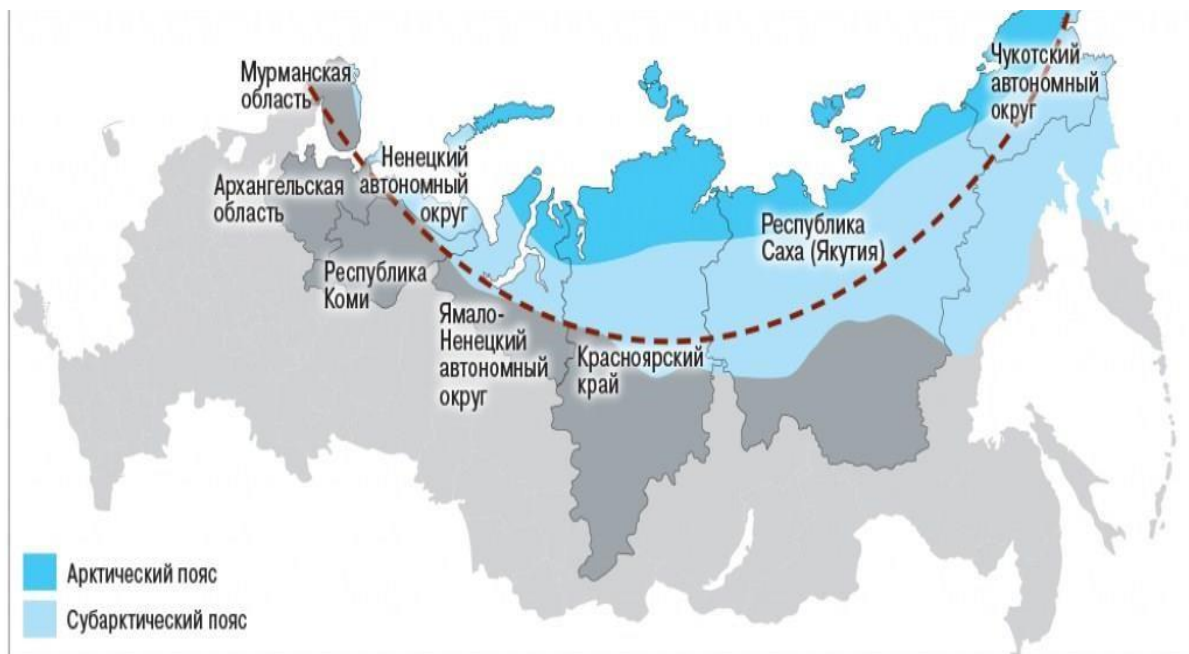 Мурманская
область
Чукотский
автономный
округ
Ненецкий
автономный
округ
Архангельская
область
Республика
Саха (Якутия)
Республика
Коми
Ямало-
Ненецкий
автономный
округ
Красноярский
край
Арктический пояс
Субарктический пояс